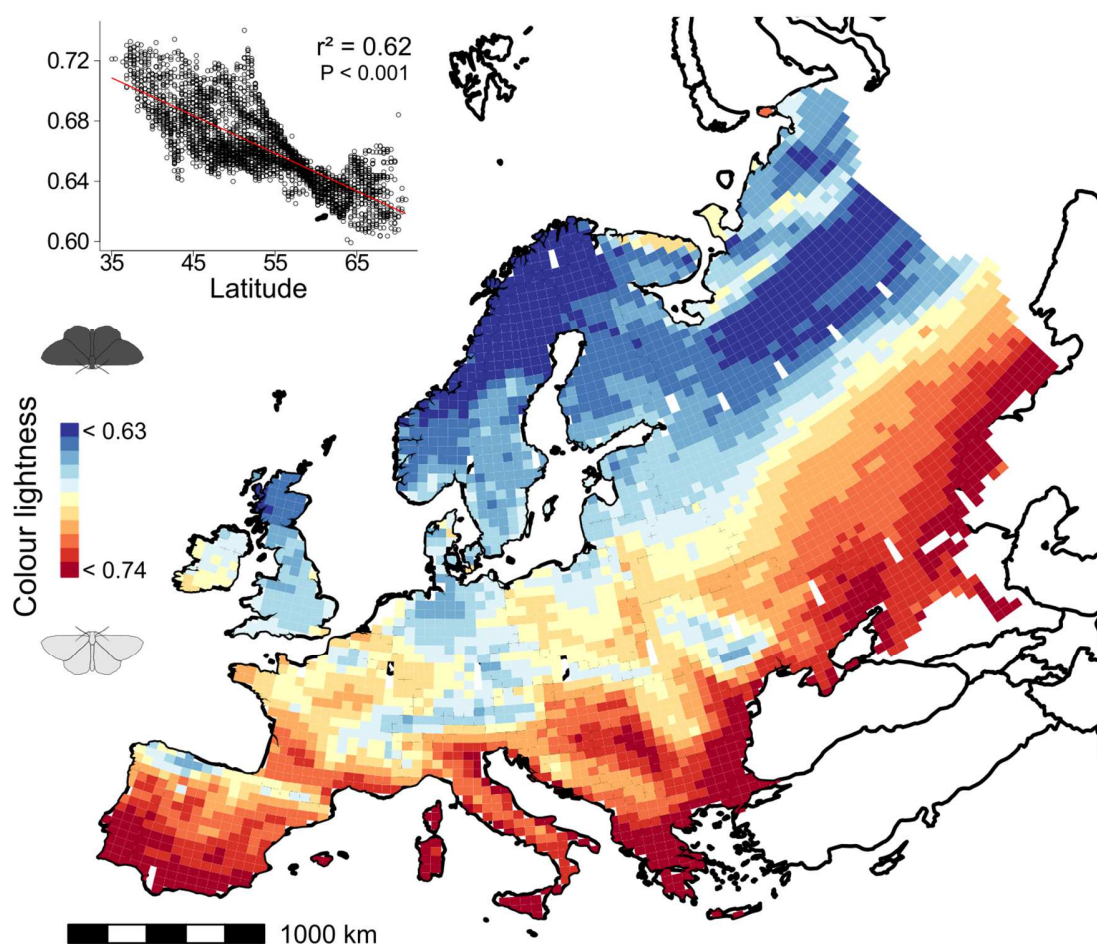 r² = 0.62
P < 0.001
0.72
0.68
0.64
0.60
35 45 55 65
Latitude
Colour lightness
< 0.63
< 0.74
1000 km